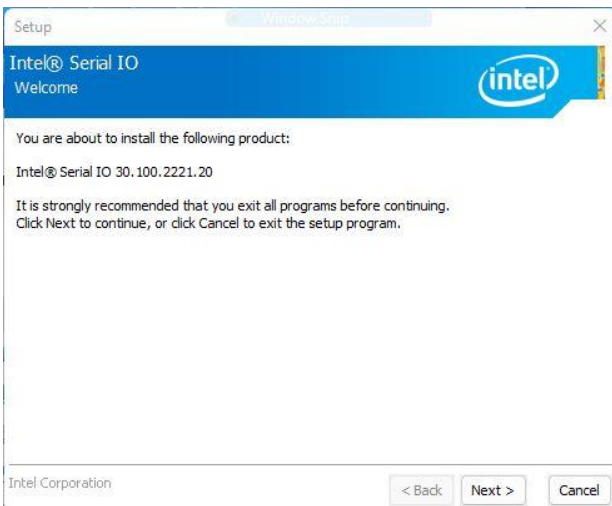 Window Snip
Setup
Intel® Serial IO
Welcome
intel
You are about to install the following product:
Intel® Serial IO 30.100.2221.20
It is strongly recommended that you exit all programs before continuing.
Click Next to continue, or click Cancel to exit the setup program.
Intel Corporation
< Back
Next >
Cancel